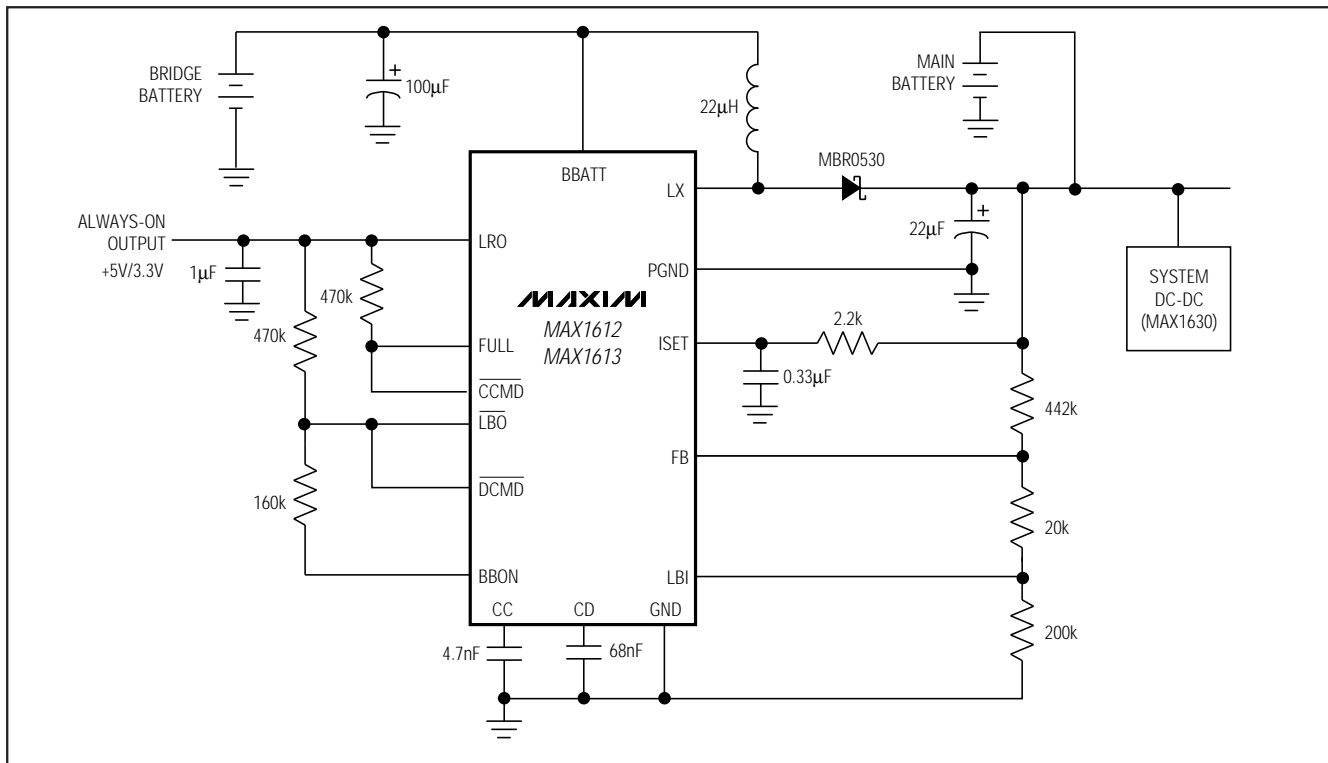 BRIDGE
BATTERY
100µF
22µH
MAIN
BATTERY
MBR0530
BBATT
LX
ALWAYS-ON
OUTPUT
+5V/3.3V
LRO
22µF
1µF
PGND
SYSTEM
DC-DC
(MAX1630)
470k
470k
MAXIM
MAX1612
MAX1613
2.2k
FULL
ISET
0.33µF
CCMD
442k
LBO
FB
160k
DCMD
20k
BBON
LBI
CC
CD
GND
200k
4.7nF
68nF